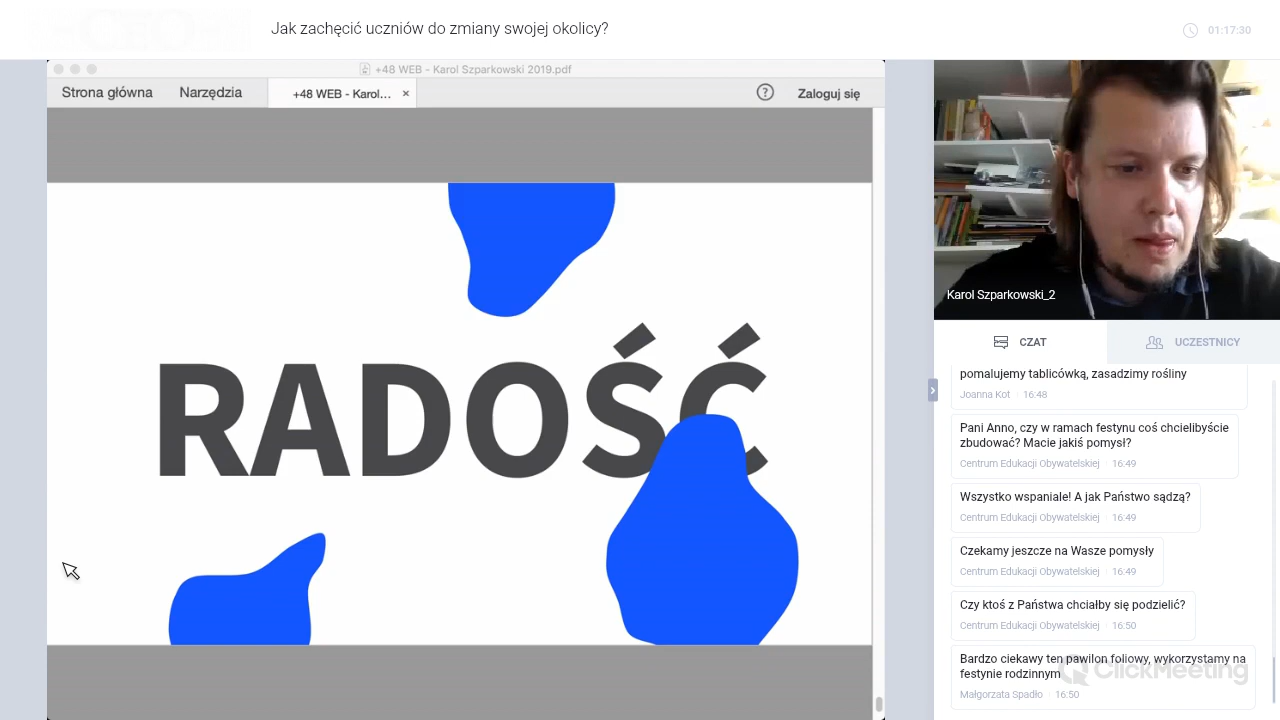 Jak zachęcić uczniów do zmiany swojej okolicy?
01:17:30
+48 WEB - Karol Szparkowski 2019.pdf
Strona główna
Narzędzia
+48 WEB - Karol... ×
?
Zaloguj się
RADOŚĆ
Karol Szparkowski_2
CZAT
UCZESTNICY
pomalujemy tablicówką, zasadzimy rośliny
Joanna Kot 16:48
Pani Anno, czy w ramach festynu coś chcielibyście
zbudować? Macie jakiś pomysł?
Centrum Edukacji Obywatelskiej 16:49
Wszystko wspaniale! A jak Państwo sądzą?
Centrum Edukacji Obywatelskiej 16:49
Czekamy jeszcze na Wasze pomysły
Centrum Edukacji Obywatelskiej 16:49
Czy ktoś z Państwa chciałby się podzielić?
Centrum Edukacji Obywatelskiej 16:50
Bardzo ciekawy ten pawilon foliowy, wykorzystamy na
festynie rodzinnym
Małgorzata Spadło 16:50
ClickMeeting